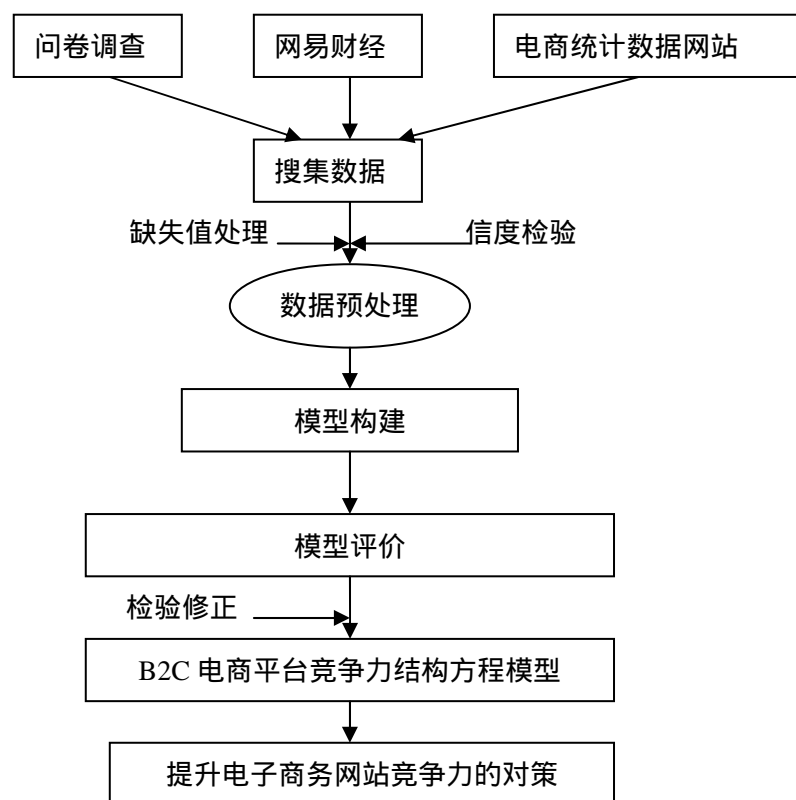 问卷调查
网易财经
电商统计数据网站
搜集数据
缺失值处理
信度检验
数据预处理
模型构建
模型评价
检验修正
B2C 电商平台竞争力结构方程模型
提升电子商务网站竞争力的对策